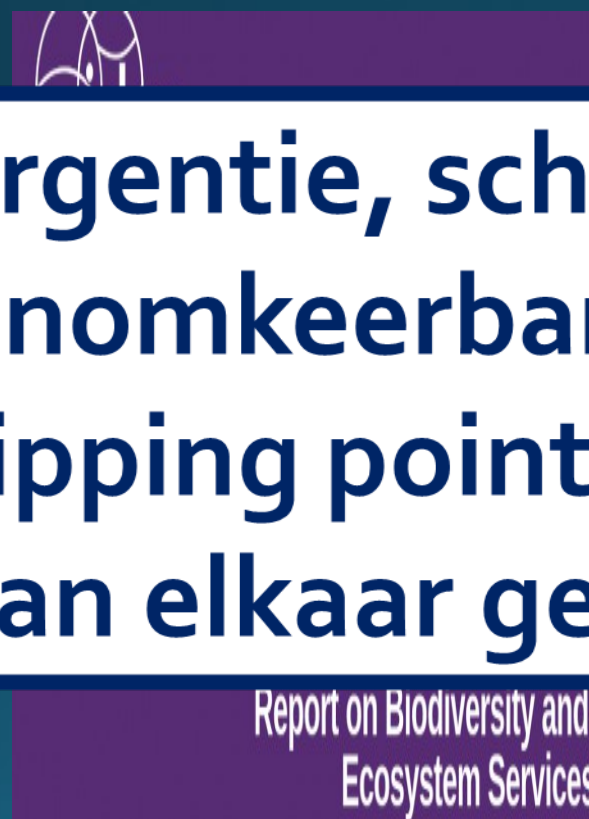 rgentie, sch
nomkeerbar
ipping point
an elkaar ge
Report on Biodiversity and
Ecosystem Services